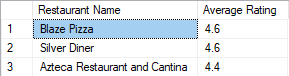 Restaurant Name Average Rating
1 Blaze Pizza 4.6
2 Silver Diner 4.6
3 Azteca Restaurant and Cantina 4.4